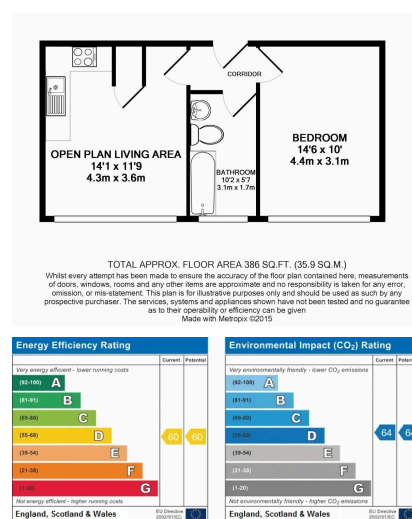 CORRIDOR
OPEN PLAN LIVING AREA
14'1 x 11'9
4.3m x 3.6m
BATHROOM
10'2 x 5'7
3.1m x 1.7m
BEDROOM
14'6 x 10'
4.4m x 3.1m
TOTAL APPROX. FLOOR AREA 386 SQ.FT. (35.9 SQ.M.)
Whilst every attempt has been made to ensure the accuracy of the floor plan contained here, measurements
of doors, windows, rooms and any other items are approximate and no responsibility is taken for any error,
omission, or mis-statement. This plan is for illustrative purposes only and should be used as such by any
prospective purchaser. The services, systems and appliances shown have not been tested and no guarantee
as to their operability or efficiency can be given
Made with Metropix ©2015
Energy Efficiency Rating
Current Potential
Very energy efficient - lower running costs
(92-100) A
(81-91) B
(69-80) C
(55-68) D 60 60
(39-54) E
(21-38) F
(1-20) G
Not energy efficient - higher running costs
England, Scotland & Wales
EU Directive
2002/91/EC
Environmental Impact (CO2) Rating
Current Poten
Very environmentally friendly - lower CO2 emissions
(92-100) A
(81-91) B
(69-80) C
(55-68) D 64
(39-54) E
(21-38) F
(1-20) G
Not environmentally friendly - higher CO2 emissions
England, Scotland & Wales
EU Directive
2002/91/EC